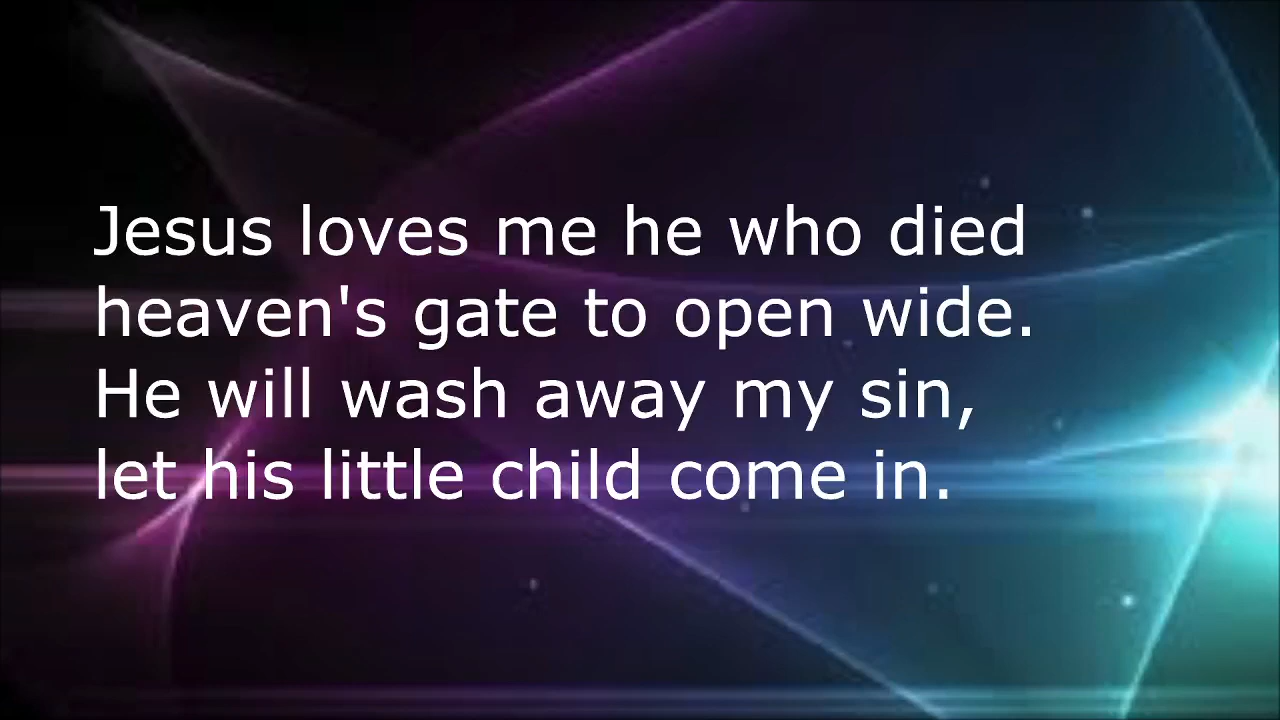 Jesus loves me he who died
heaven's gate to open wide.
He will wash away my sin,
let his little child come in.